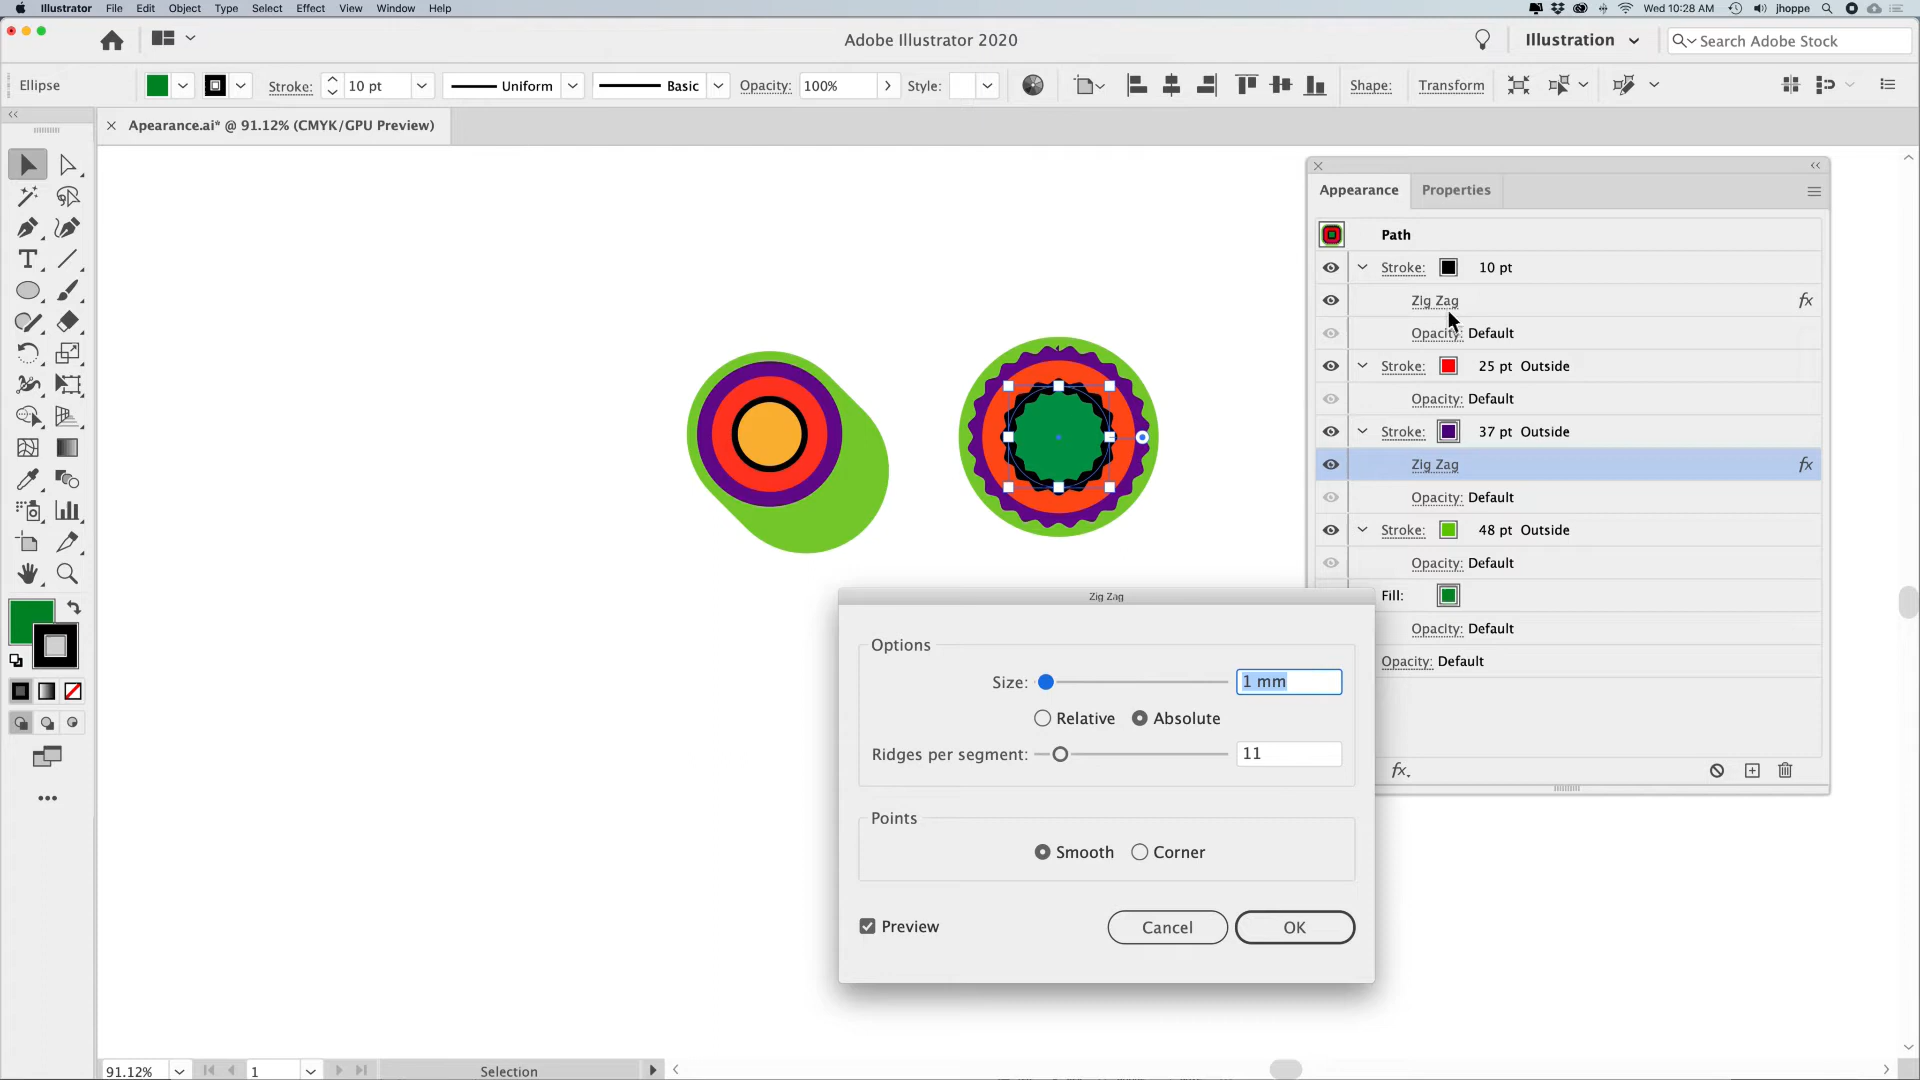 Illustrator File Edit Object Type Select Effect View Window Help
Wed 10:28 AM jhoppe
Adobe Illustrator 2020
Illustration
Search Adobe Stock
Ellipse
Stroke: 10 pt
Uniform
Basic
Opacity: 100%
Style:
Shape:
Transform
Apearance.ai* @ 91.12% (CMYK/GPU Preview)
Appearance
Properties
Path
Stroke: 10 pt
Zig Zag fx
Opacity: Default
Stroke: 25 pt Outside
Opacity: Default
Stroke: 37 pt Outside
Zig Zag fx
Opacity: Default
Stroke: 48 pt Outside
Opacity: Default
Fill:
Opacity: Default
Opacity: Default
fx.
Zig Zag
Options
Size: 1 mm
Relative Absolute
Ridges per segment: 11
Points
Smooth Corner
Preview
Cancel
OK
91.12%
1
Selection